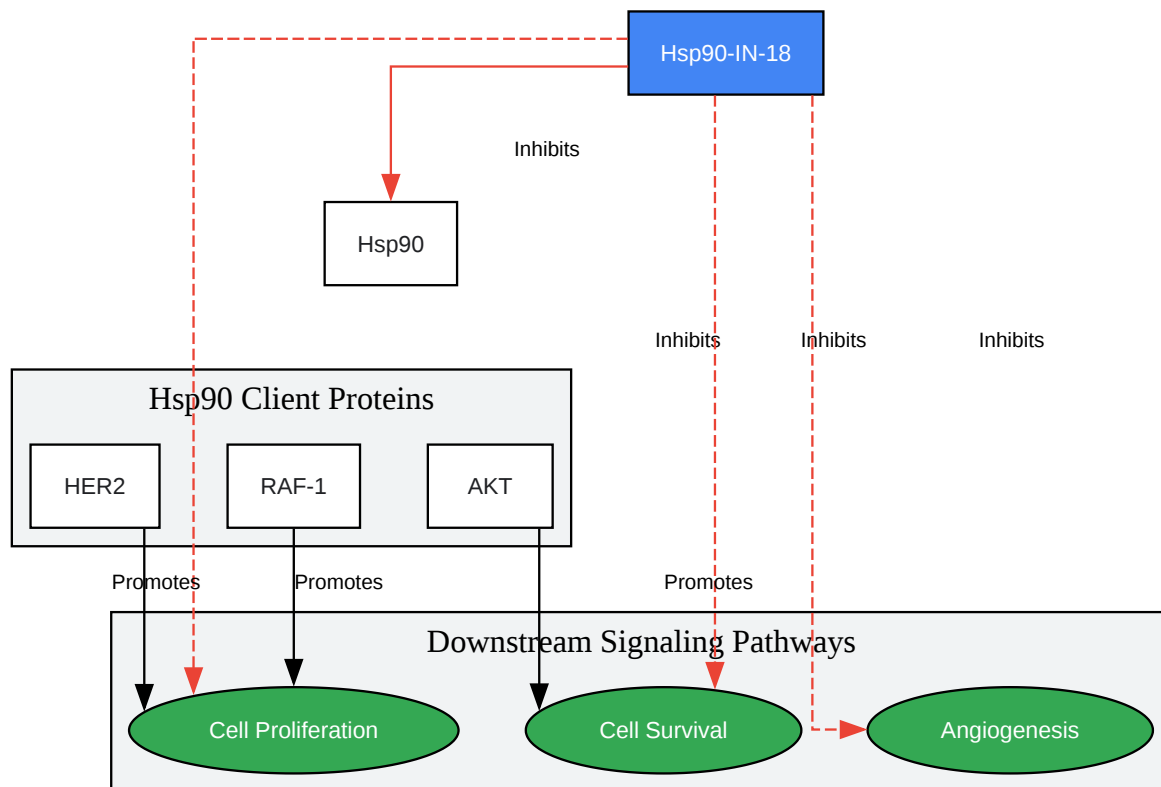 Hsp90-IN-18
Inhibits
Hsp90
Inhibits
Inhibits
Inhibits
Hsp90 Client Proteins
HER2
RAF-1
AKT
Promotes
Promotes
Promotes
Downstream Signaling Pathways
Cell Proliferation
Cell Survival
Angiogenesis